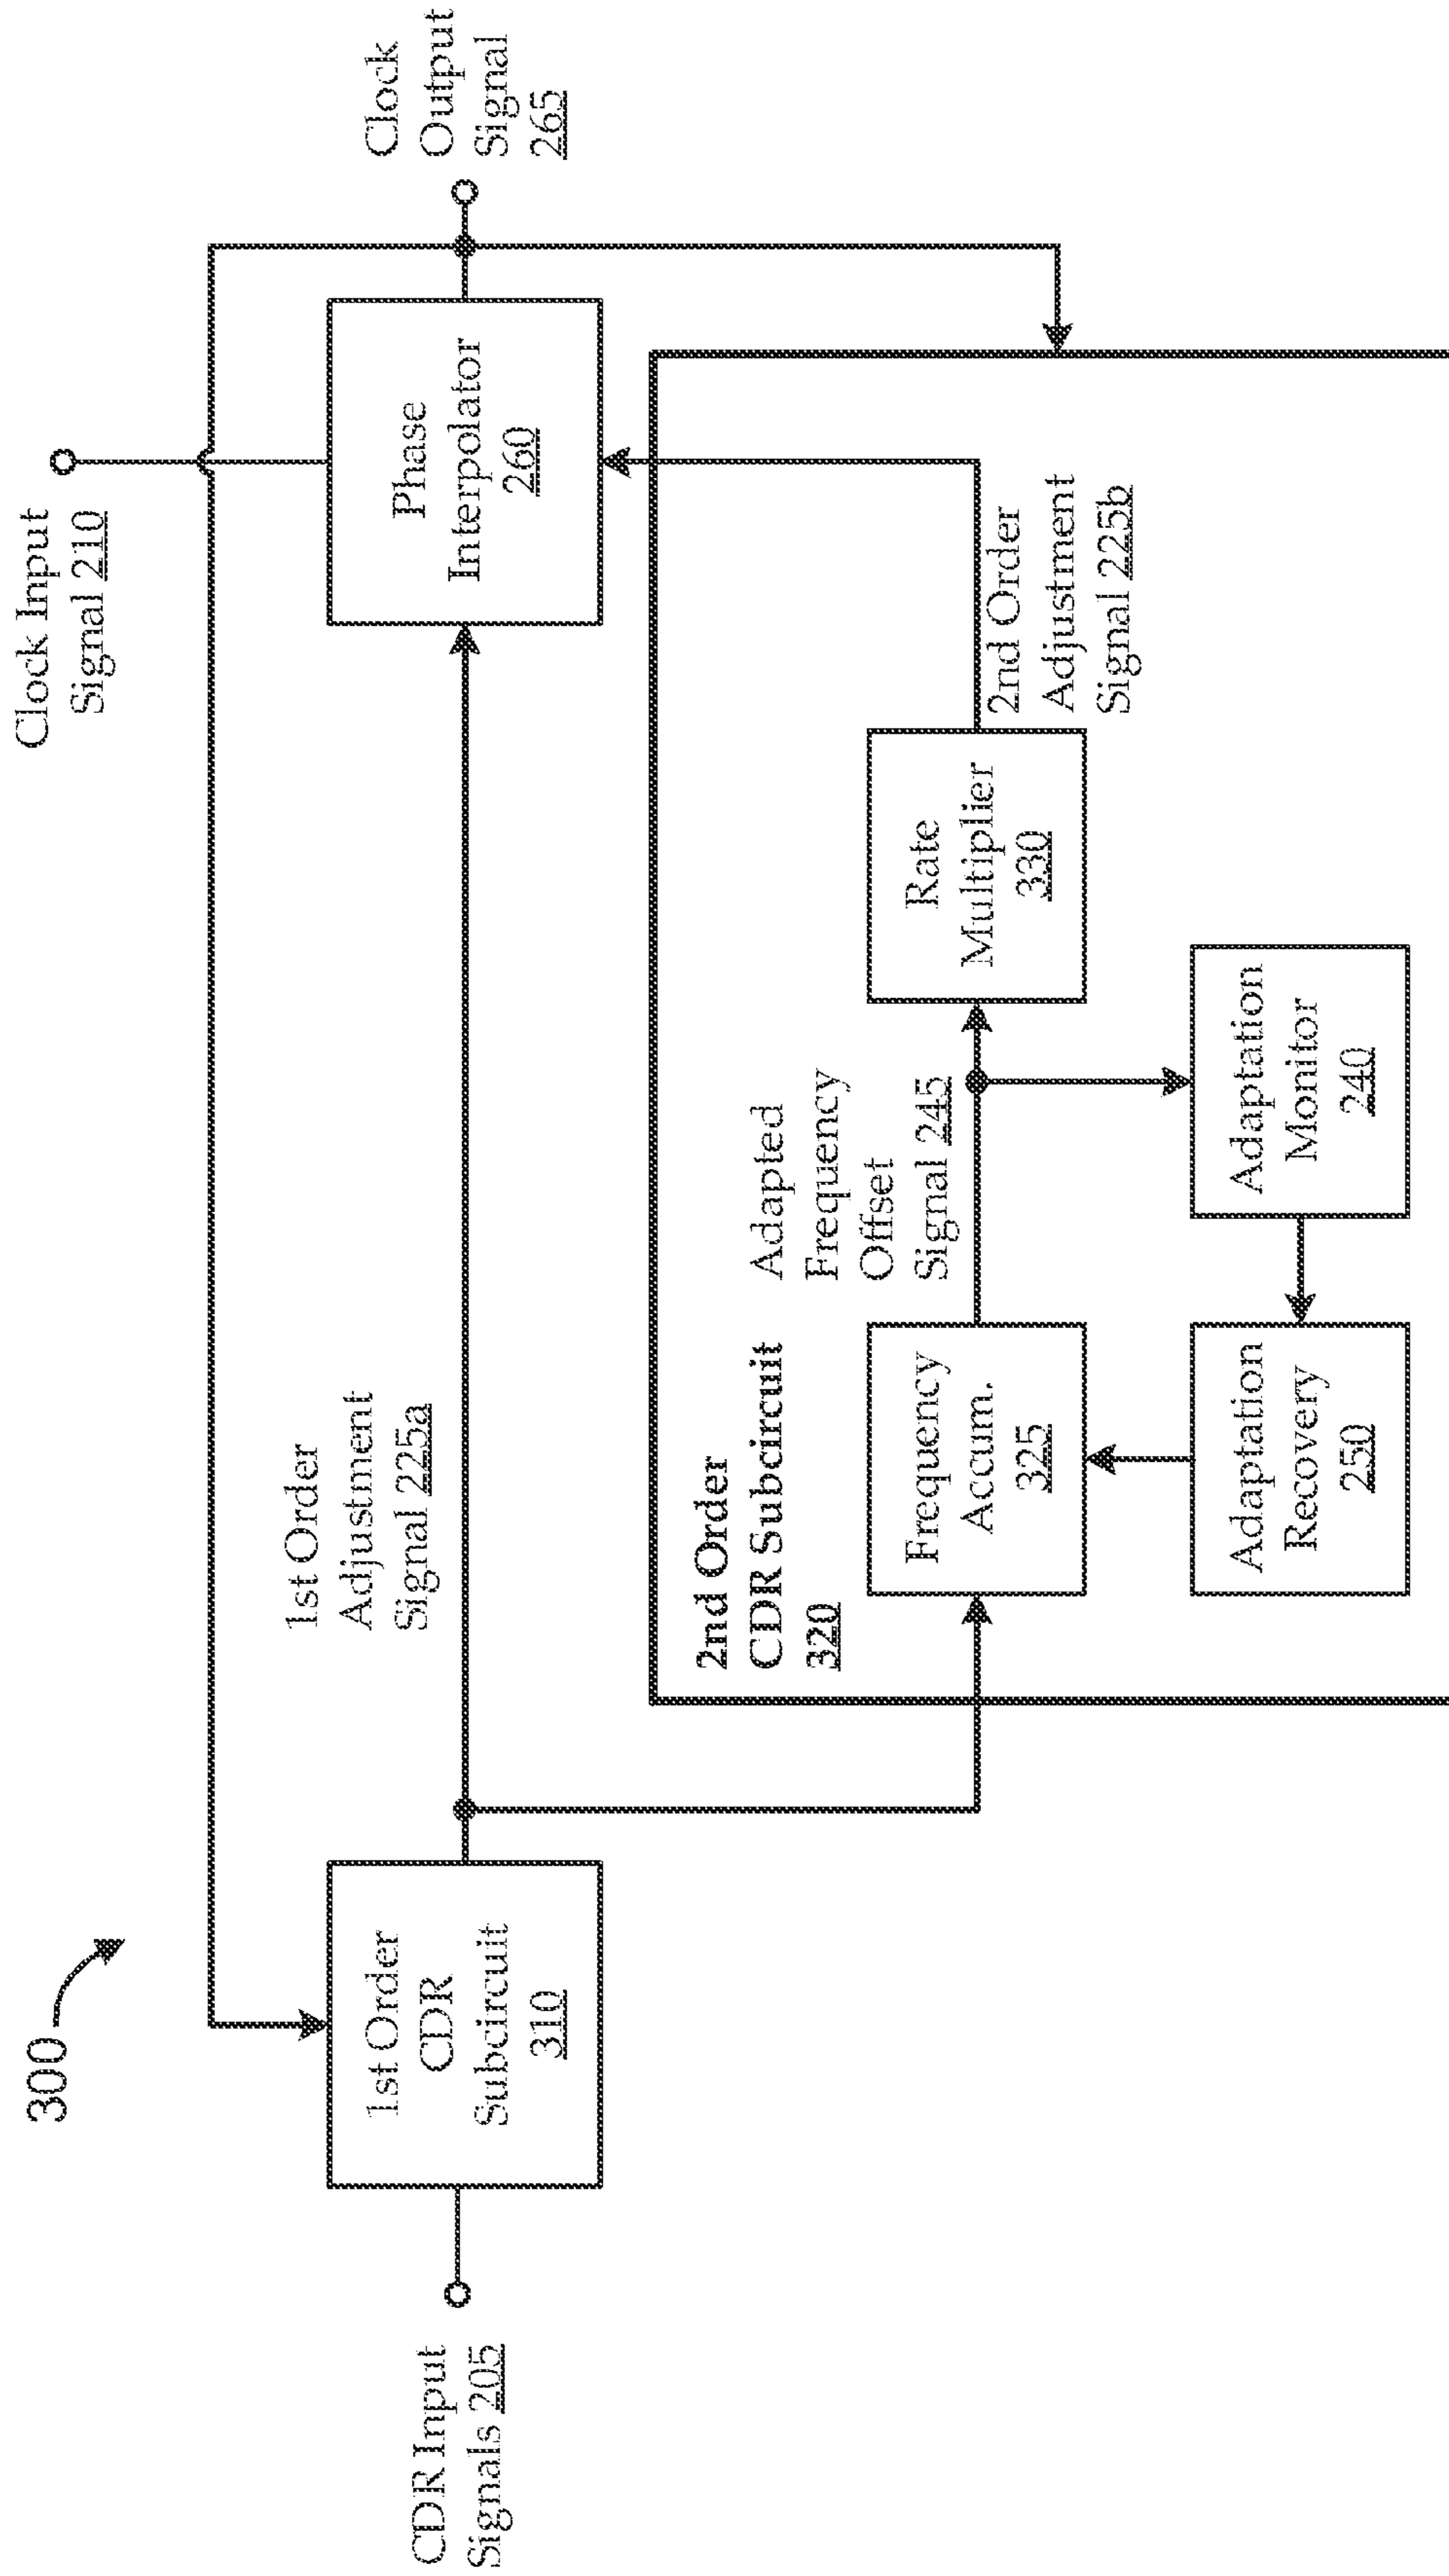 300
Clock Input
Signal 210
CDR Input
Signals 205
1st Order
CDR
Subcircuit
310
1st Order
Adjustment
Signal 225a
Phase
Interpolator
260
Clock
Output
Signal
265
2nd Order
CDR Subcircuit
320
Frequency
Accum.
325
Adapted
Frequency
Offset
Signal 245
Rate
Multiplier
330
2nd Order
Adjustment
Signal 225b
Adaptation
Recovery
250
Adaptation
Monitor
240